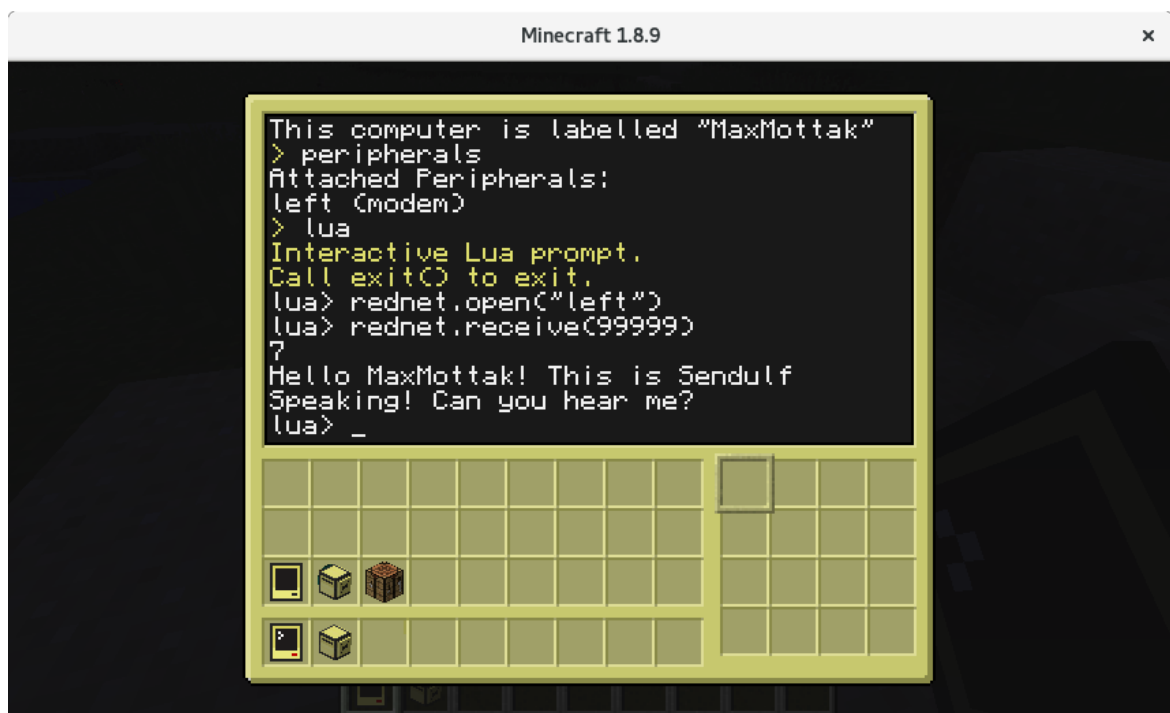 Minecraft 1.8.9
This computer is labelled "MaxMottak"
> peripherals
Attached Peripherals:
left (modem)
> lua
Interactive Lua prompt.
Call exit() to exit.
lua> rednet.open("left")
lua> rednet.receive(99999)
7
Hello MaxMottak! This is Sendulf
Speaking! Can you hear me?
lua> _